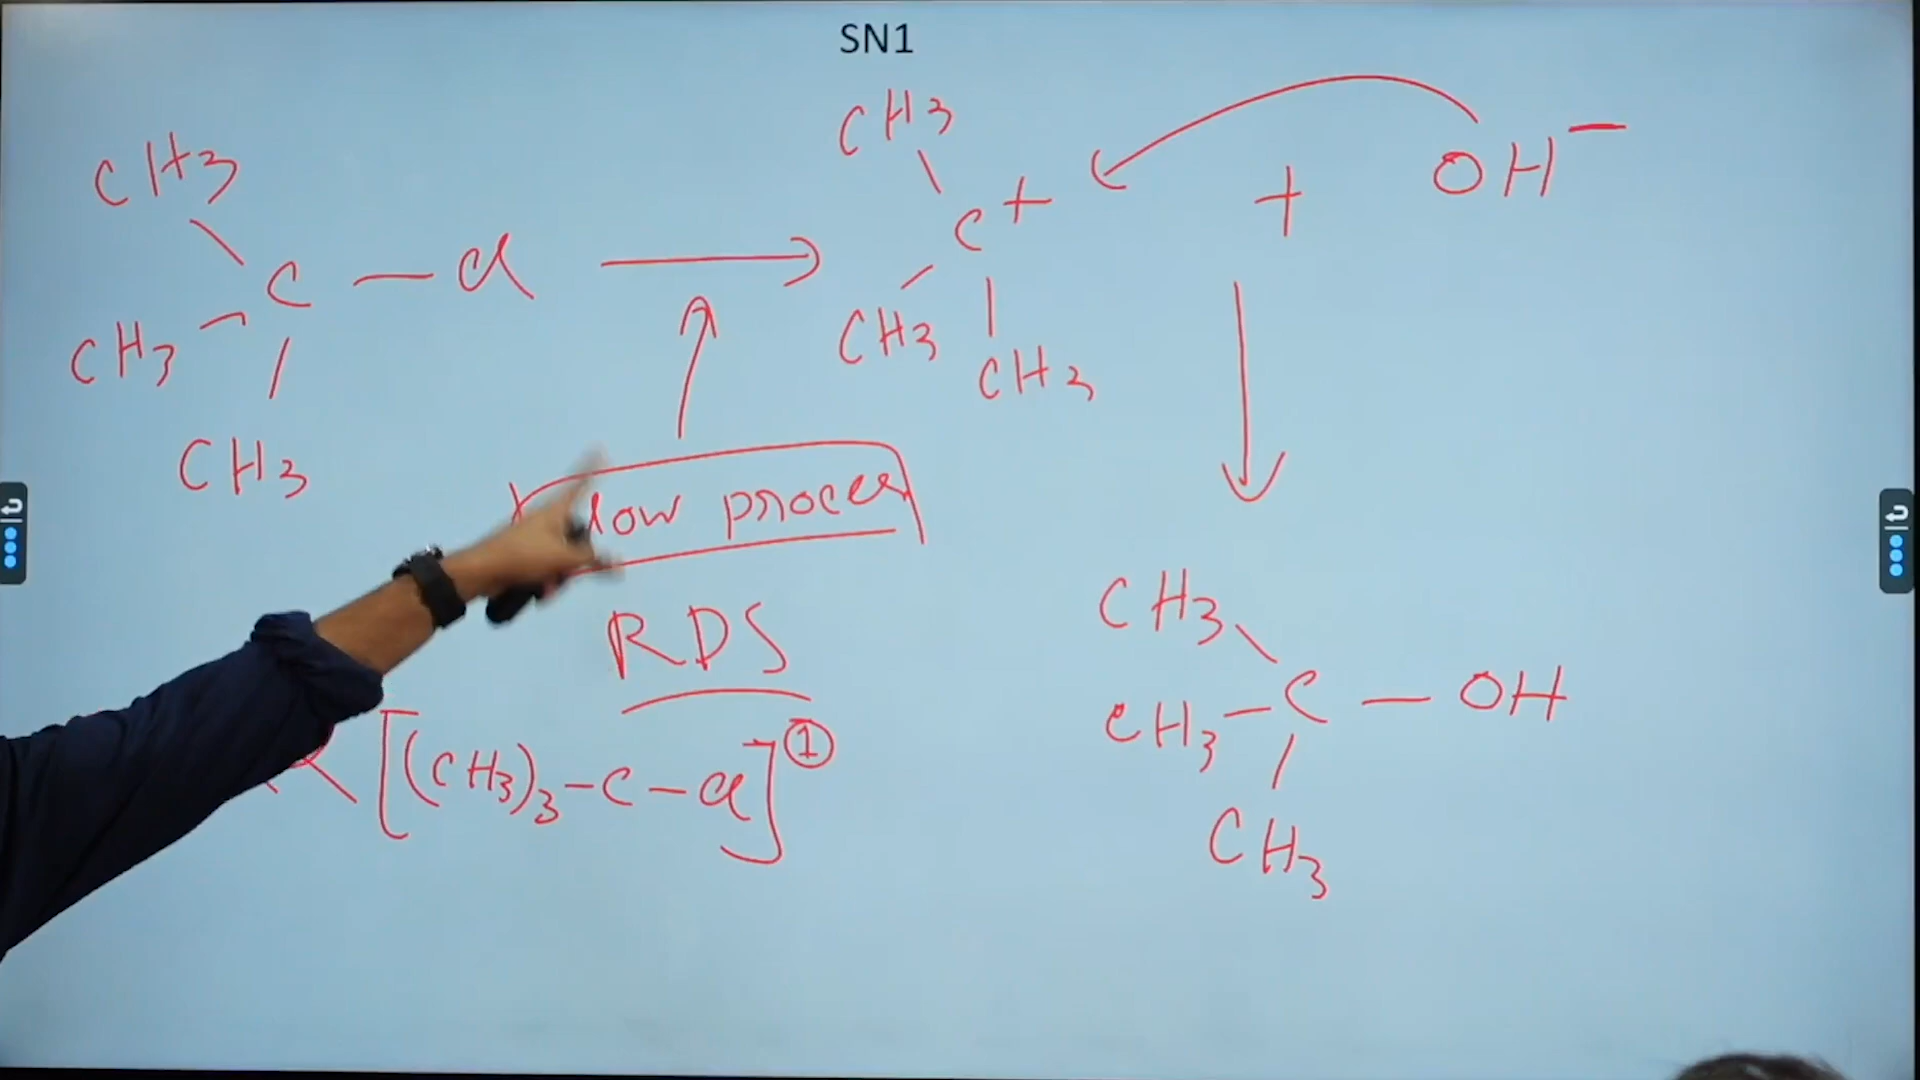 SN1
CH3
CH3
C — Cl
CH3
CH3
C+
CH3
CH3
+ OH−
low proces
RDS
[(CH3)3-C-Cl]①
CH3
CH3-C-OH
CH3